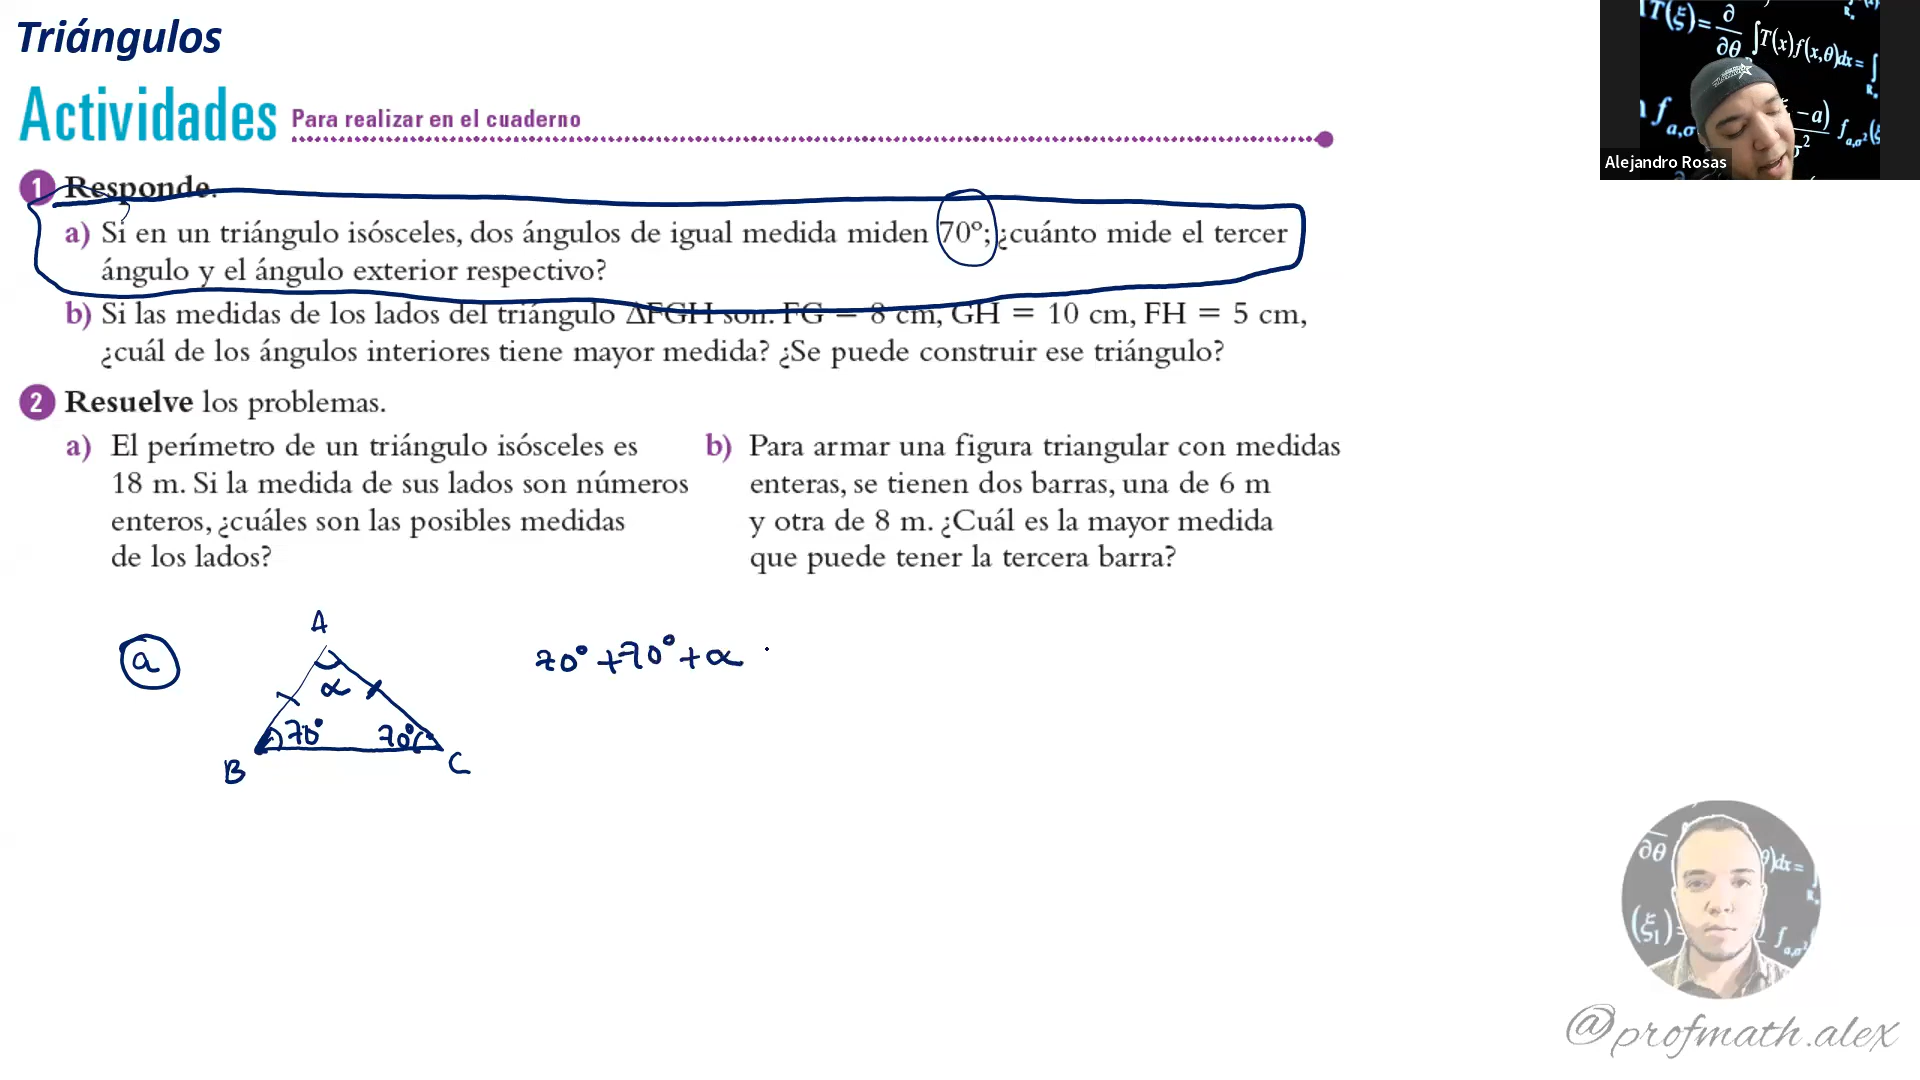 Triángulos
Actividades Para realizar en el cuaderno
1 Responde.
a) Si en un triángulo isósceles, dos ángulos de igual medida miden 70°; ¿cuánto mide el tercer
ángulo y el ángulo exterior respectivo?
b) Si las medidas de los lados del triángulo ΔFGH son: FG = 8 cm, GH = 10 cm, FH = 5 cm,
¿cuál de los ángulos interiores tiene mayor medida? ¿Se puede construir ese triángulo?
2 Resuelve los problemas.
a) El perímetro de un triángulo isósceles es
18 m. Si la medida de sus lados son números
enteros, ¿cuáles son las posibles medidas
de los lados?
b) Para armar una figura triangular con medidas
enteras, se tienen dos barras, una de 6 m
y otra de 8 m. ¿Cuál es la mayor medida
que puede tener la tercera barra?
a
A
α
70° 70°
B C
70° + 70° + α
Alejandro Rosas
@profmath.alex